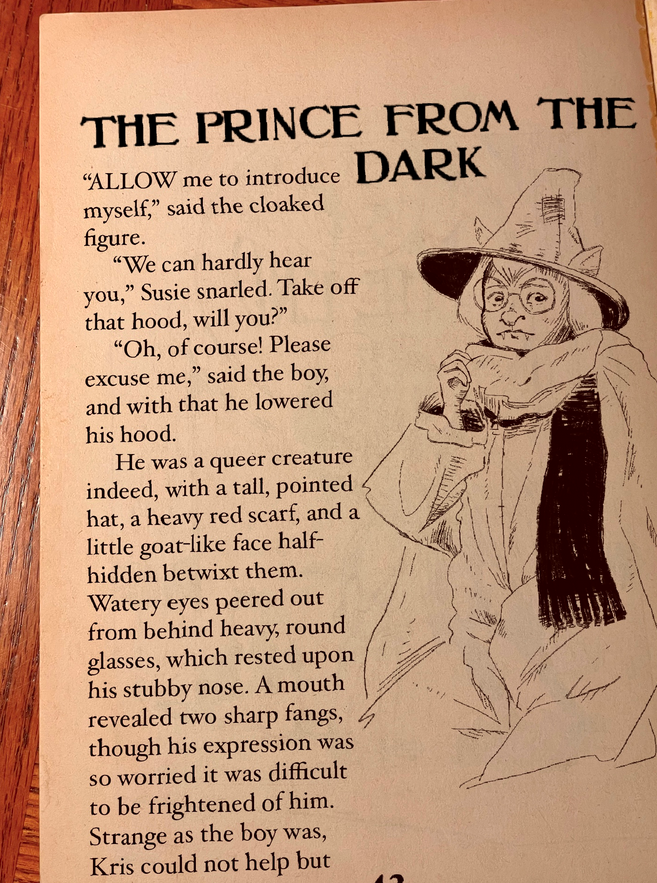 THE PRINCE FROM THE
DARK
“ALLOW me to introduce
myself,” said the cloaked
figure.
“We can hardly hear
you,” Susie snarled. Take off
that hood, will you?”
“Oh, of course! Please
excuse me,” said the boy,
and with that he lowered
his hood.
He was a queer creature
indeed, with a tall, pointed
hat, a heavy red scarf, and a
little goat-like face half-
hidden betwixt them.
Watery eyes peered out
from behind heavy, round
glasses, which rested upon
his stubby nose. A mouth
revealed two sharp fangs,
though his expression was
so worried it was difficult
to be frightened of him.
Strange as the boy was,
Kris could not help but